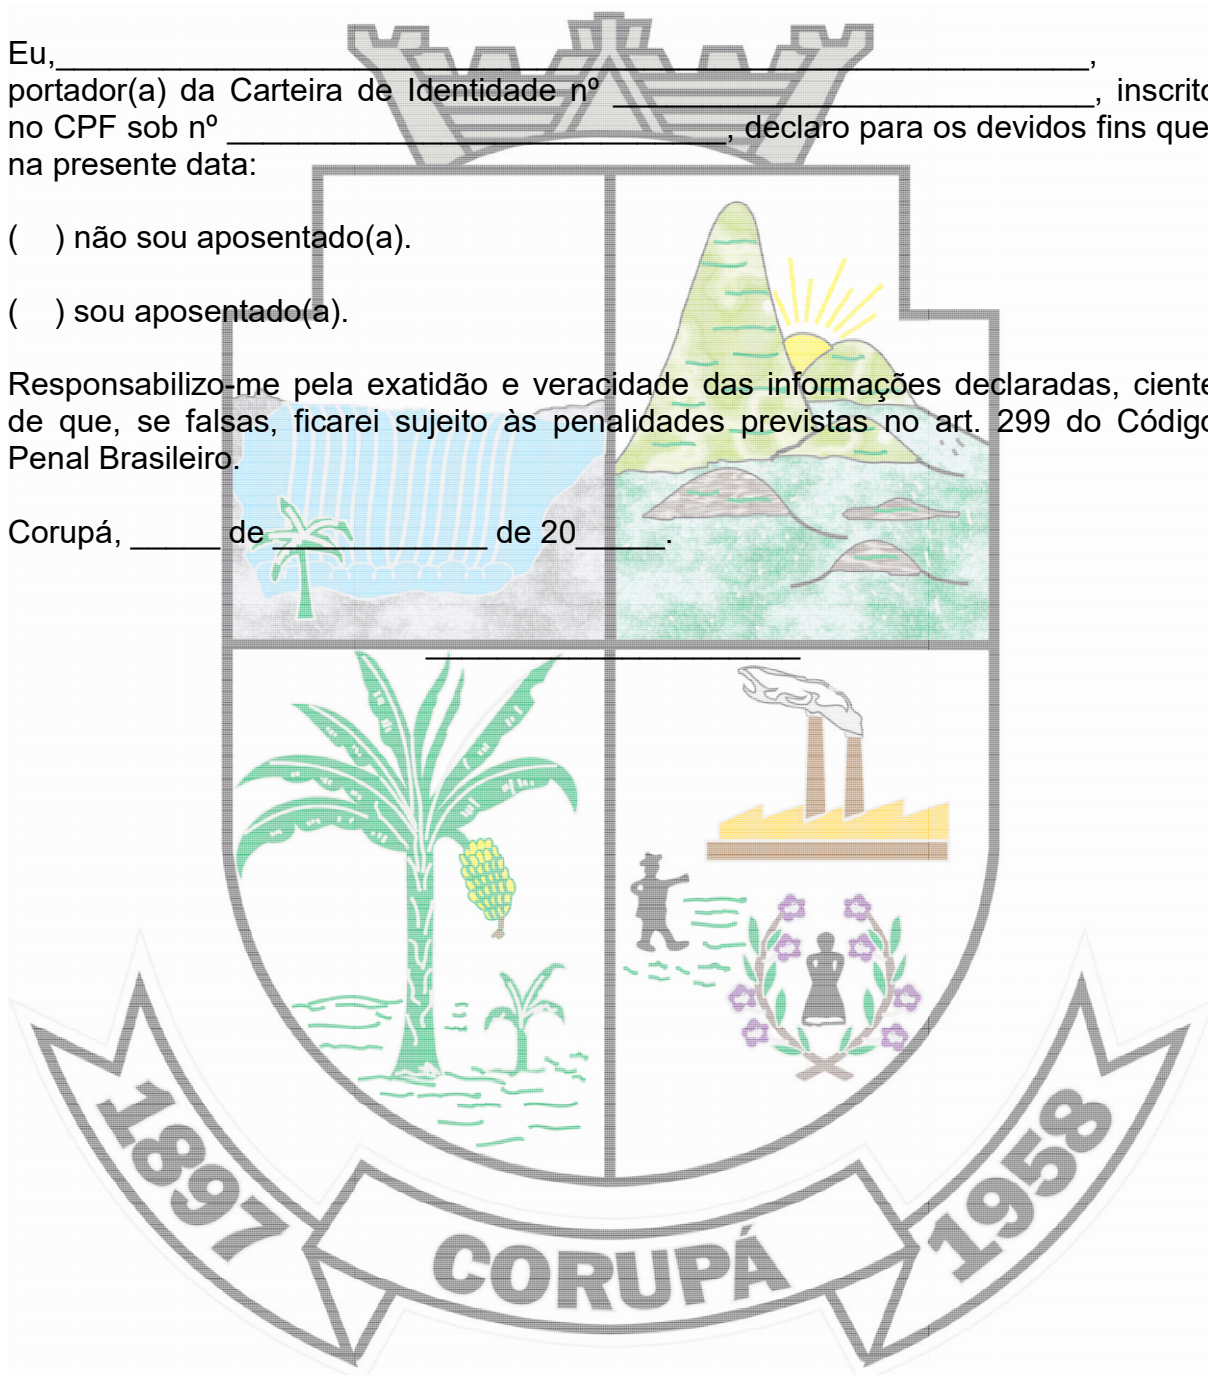 Eu,__________________________________________________________,
portador(a) da Carteira de Identidade nº ___________________________, inscrito
no CPF sob nº ____________________________, declaro para os devidos fins que
na presente data:
(    ) não sou aposentado(a).
(    ) sou aposentado(a).
Responsabilizo-me pela exatidão e veracidade das informações declaradas, ciente
de que, se falsas, ficarei sujeito às penalidades previstas no art. 299 do Código
Penal Brasileiro.
Corupá, _____ de ____________ de 20_____.
_____________________
1897
CORUPÁ
1958